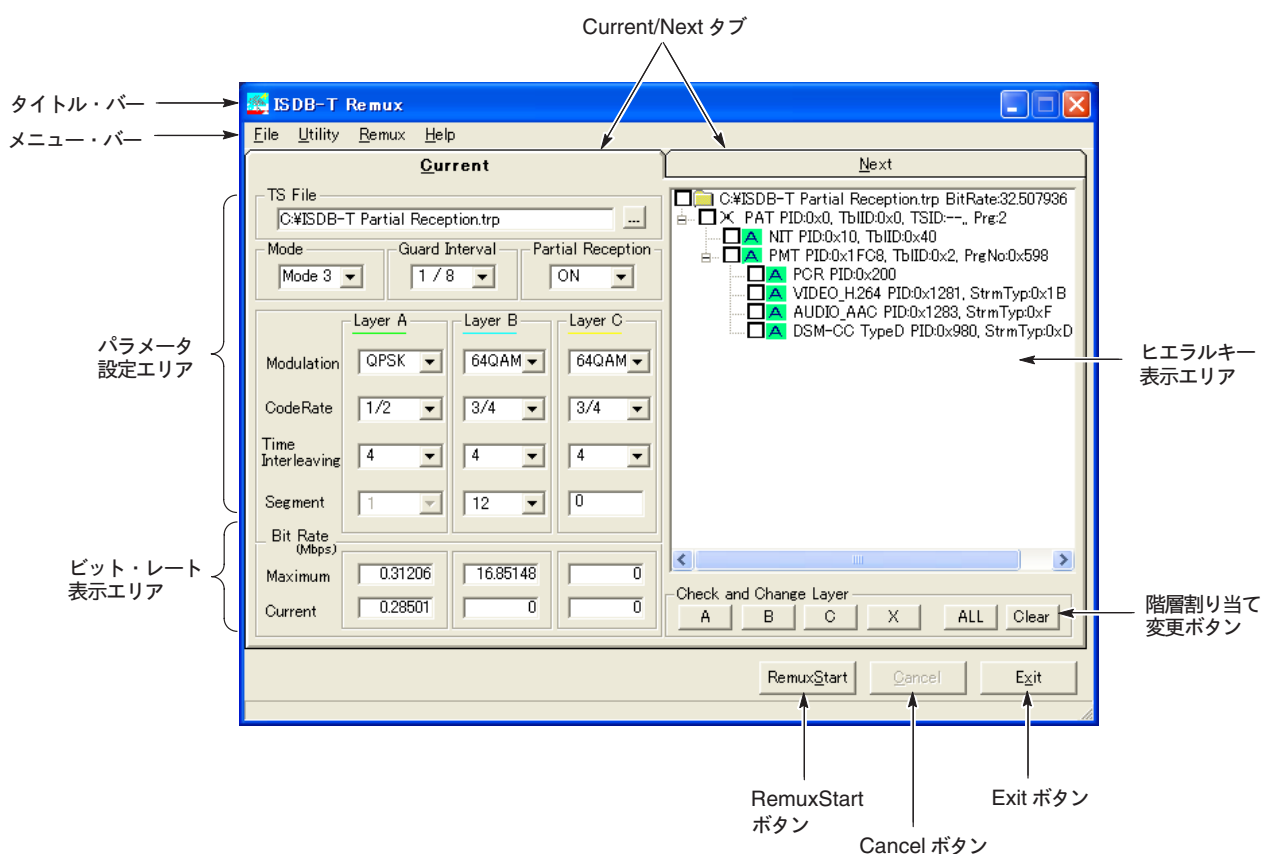 Current/Next タブ
タイトル・バー
ISDB-T Remux
メニュー・バー
File Utility Remux Help
Current
Next
TS File
C:¥ISDB-T Partial Reception.trp
...
Mode
Guard Interval
Partial Reception
Mode 3
1 / 8
ON
パラメータ
設定エリア
Layer A
Layer B
Layer C
Modulation
QPSK
64QAM
64QAM
CodeRate
1/2
3/4
3/4
Time
Interleaving
4
4
4
Segment
1
12
0
ビット・レート
表示エリア
Bit Rate
(Mbps)
Maximum
0.31206
16.85148
0
Current
0.28501
0
0
C:¥ISDB-T Partial Reception.trp BitRate:32.507936
PAT PID:0x0, TblID:0x0, TSID:--,, Prg:2
A NIT PID:0x10, TblID:0x40
A PMT PID:0x1FC8, TblID:0x2, PrgNo:0x598
A PCR PID:0x200
A VIDEO_H.264 PID:0x1281, StrmTyp:0x1B
A AUDIO_AAC PID:0x1283, StrmTyp:0xF
A DSM-CC TypeD PID:0x980, StrmTyp:0xD
ヒエラルキー
表示エリア
Check and Change Layer
A B C X ALL Clear
階層割り当て
変更ボタン
RemuxStart
Cancel
Exit
RemuxStart
ボタン
Cancel ボタン
Exit ボタン